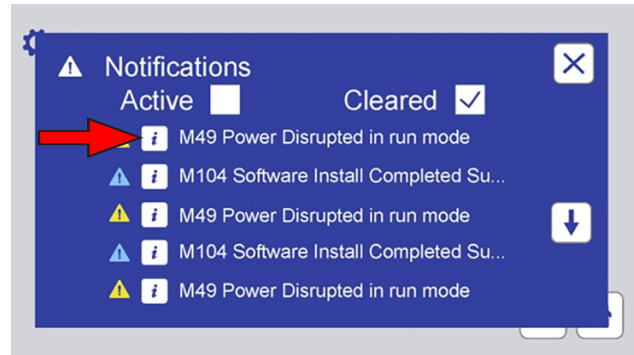 Notifications
Active Cleared
i M49 Power Disrupted in run mode
i M104 Software Install Completed Su...
i M49 Power Disrupted in run mode
i M104 Software Install Completed Su...
i M49 Power Disrupted in run mode